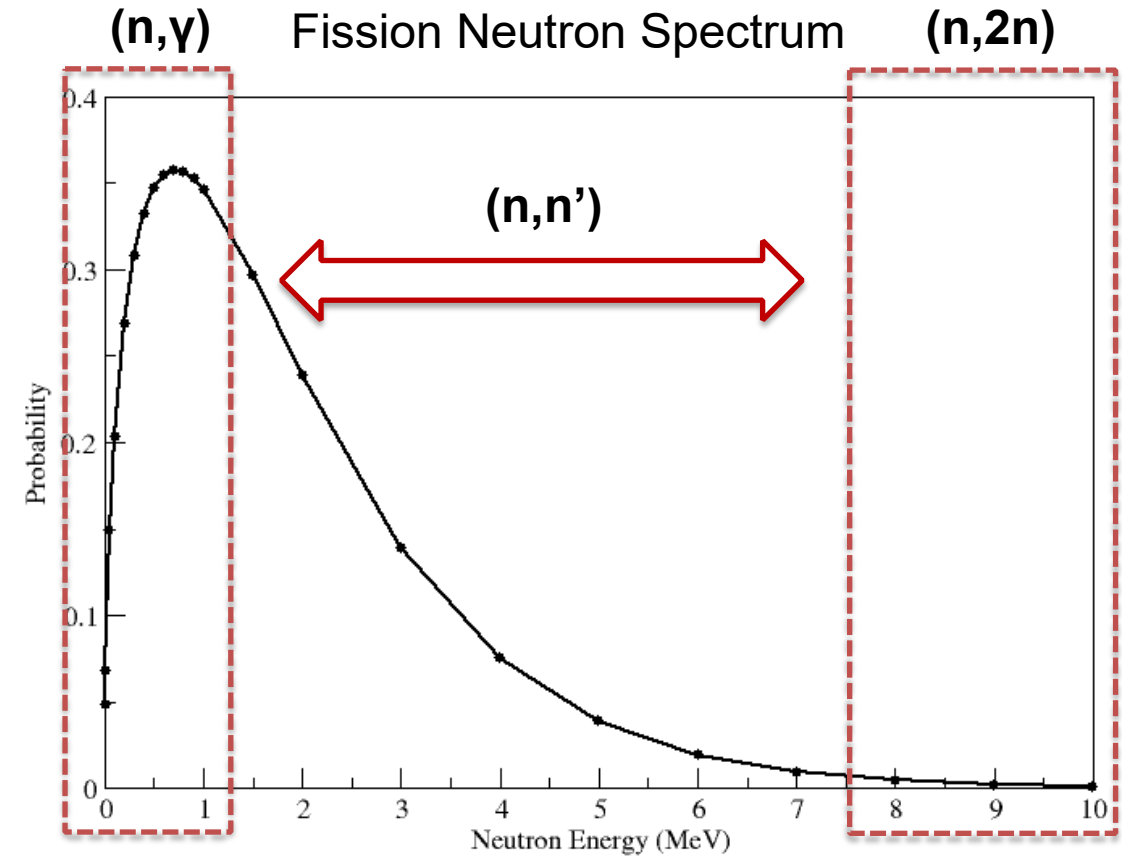 (n,γ) Fission Neutron Spectrum (n,2n)
0.4
(n,n’)
0.3
0.2
0.1
0
Probability
0 1 2 3 4 5 6 7 8 9 10
Neutron Energy (MeV)